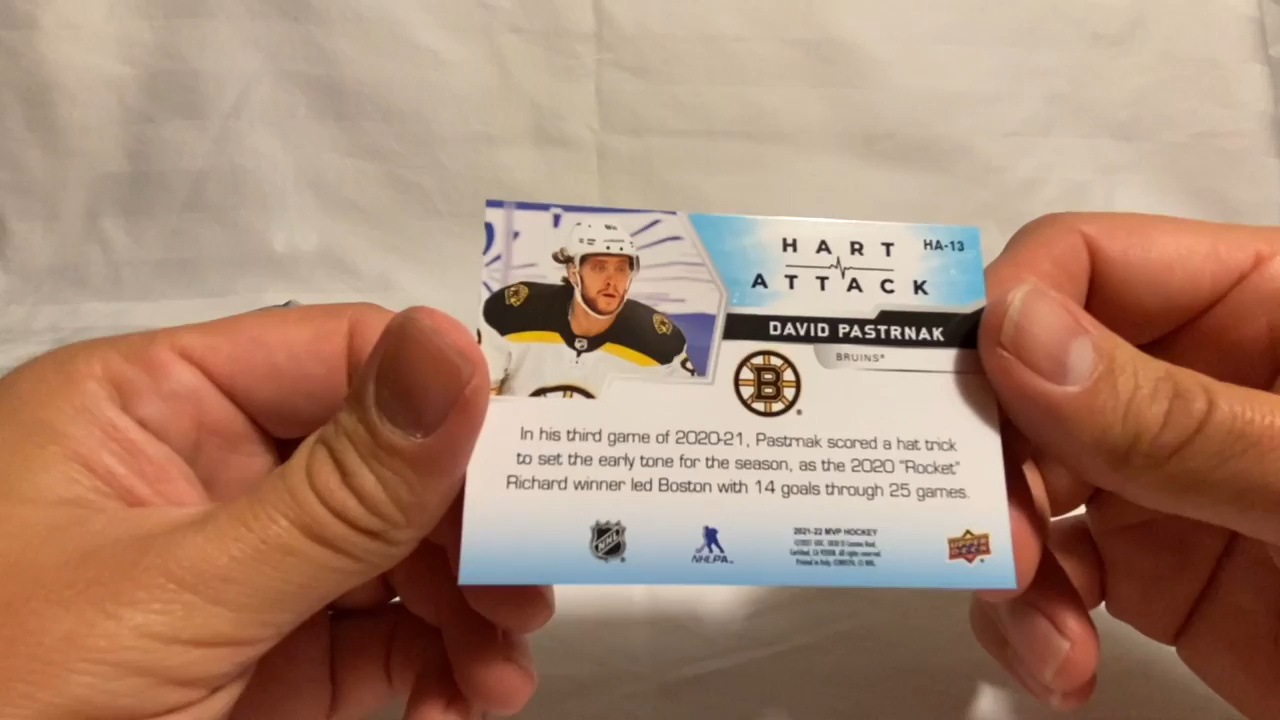 HART
ATTACK
HA-13
DAVID PASTRNAK
BRUINS®
B
In his third game of 2020-21, Pastrnak scored a hat trick
to set the early tone for the season, as the 2020 "Rocket"
Richard winner led Boston with 14 goals through 25 games.
NHL
NHLPA
2021-22 MVP HOCKEY
UPPER
DECK